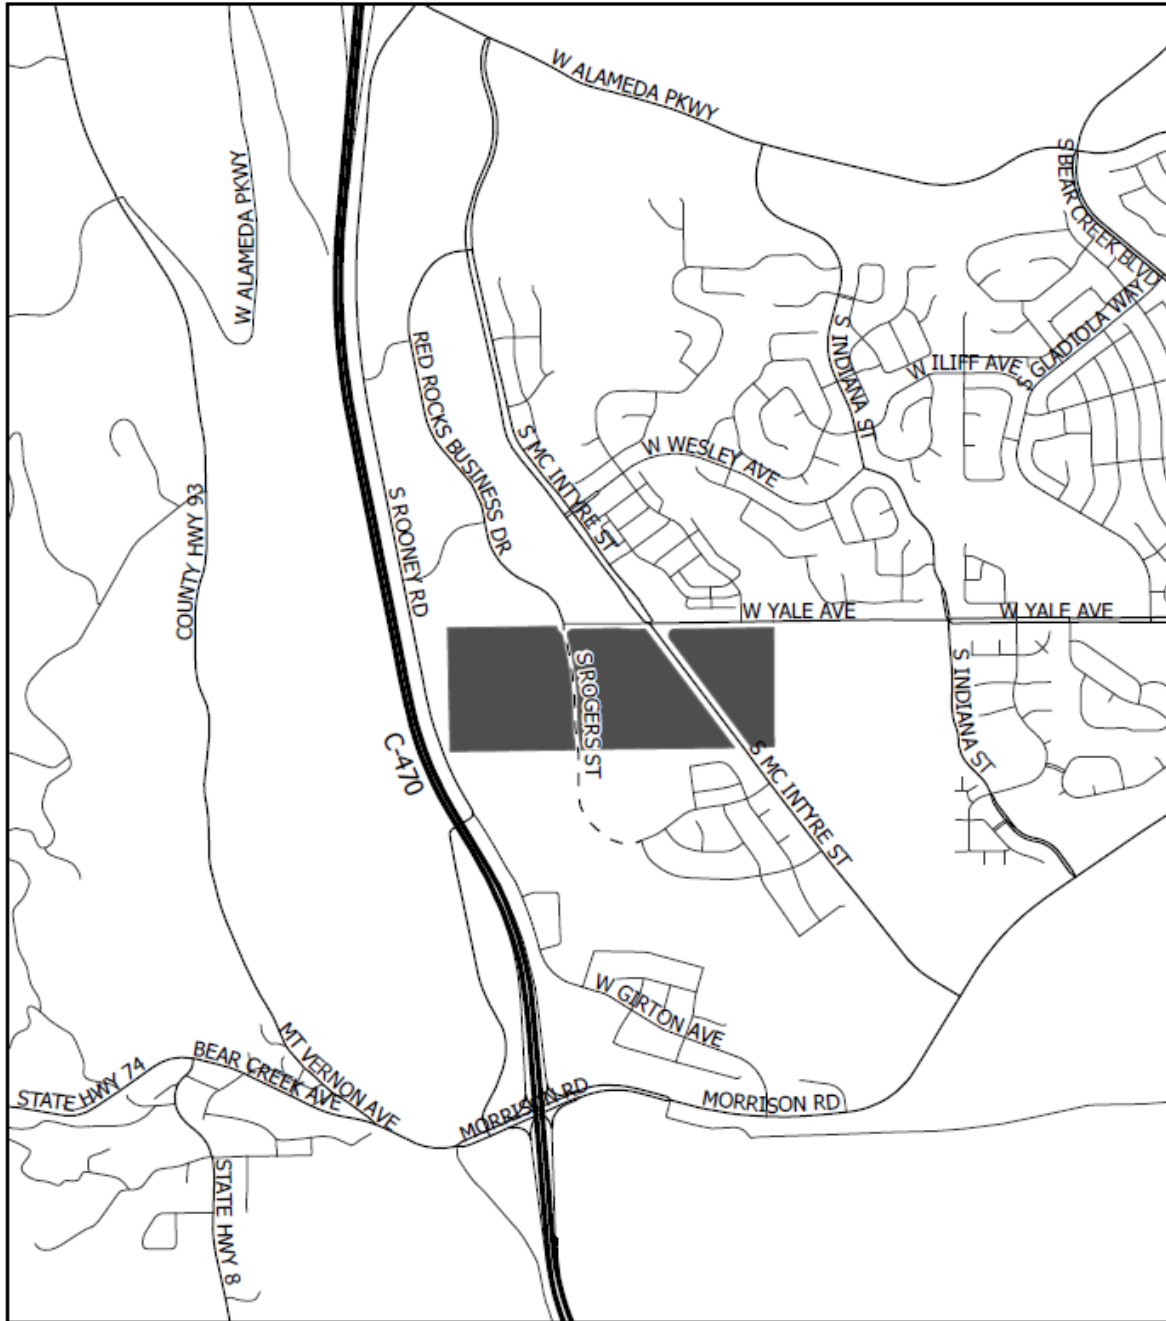 W ALAMEDA PKWY
S BEAR CREEK BLVD
W ALAMEDA PKWY
S GLADIOLA WAY
S INDIANA ST
W ILIFF AVE
RED ROCKS BUSINESS DR
S MC INTYRE ST
W WESLEY AVE
COUNTY HWY 93
S ROONEY RD
W YALE AVE
W YALE AVE
S ROGERS ST
S INDIANA ST
C-470
S MC INTYRE ST
W GIRTON AVE
MT VERNON AVE
BEAR CREEK AVE
STATE HWY 74
MORRISON RD
MORRISON RD
STATE HWY 8